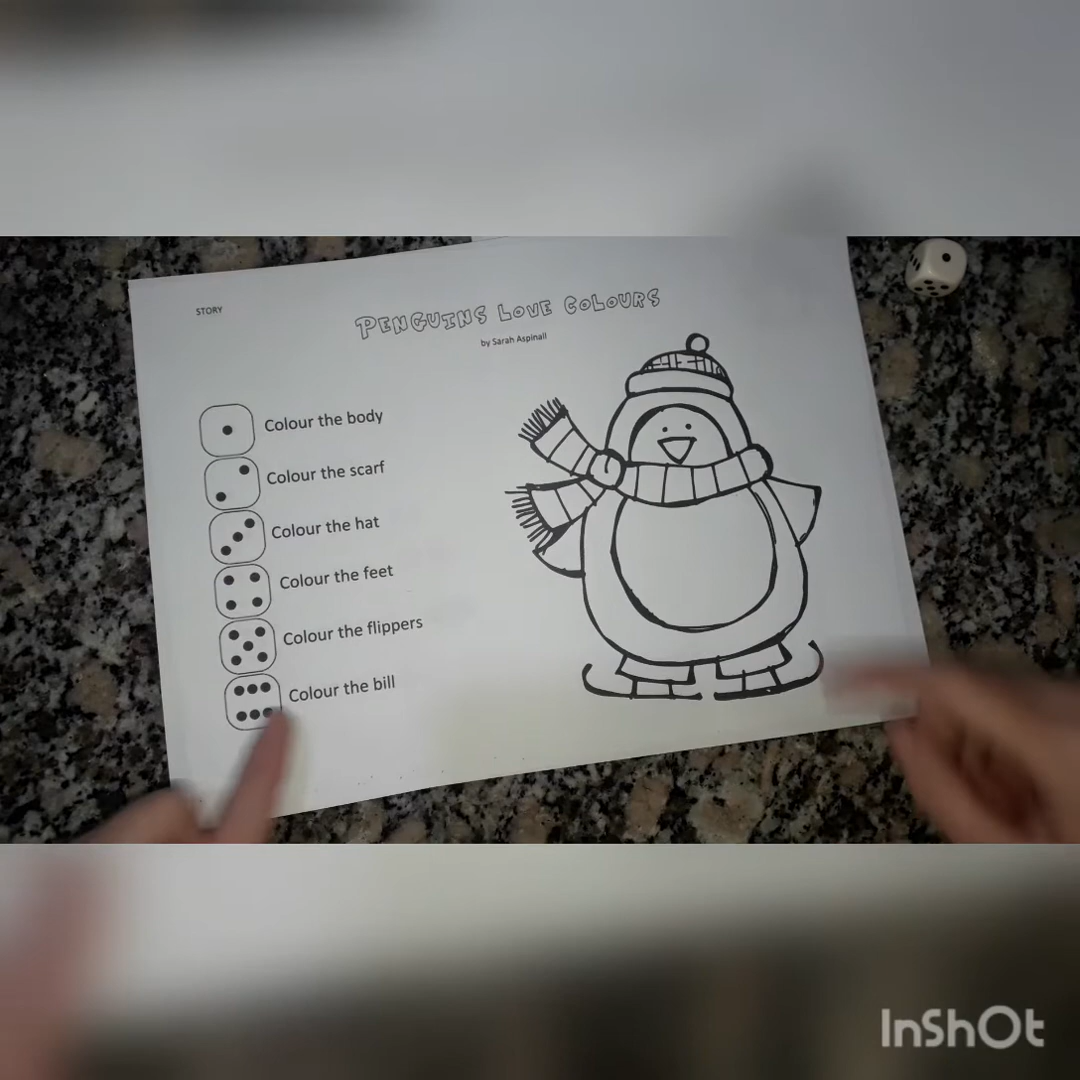 STORY
PENGUINS LOVE COLOURS
by Sarah Aspinall
Colour the body
Colour the scarf
Colour the hat
Colour the feet
Colour the flippers
Colour the bill
InShOt